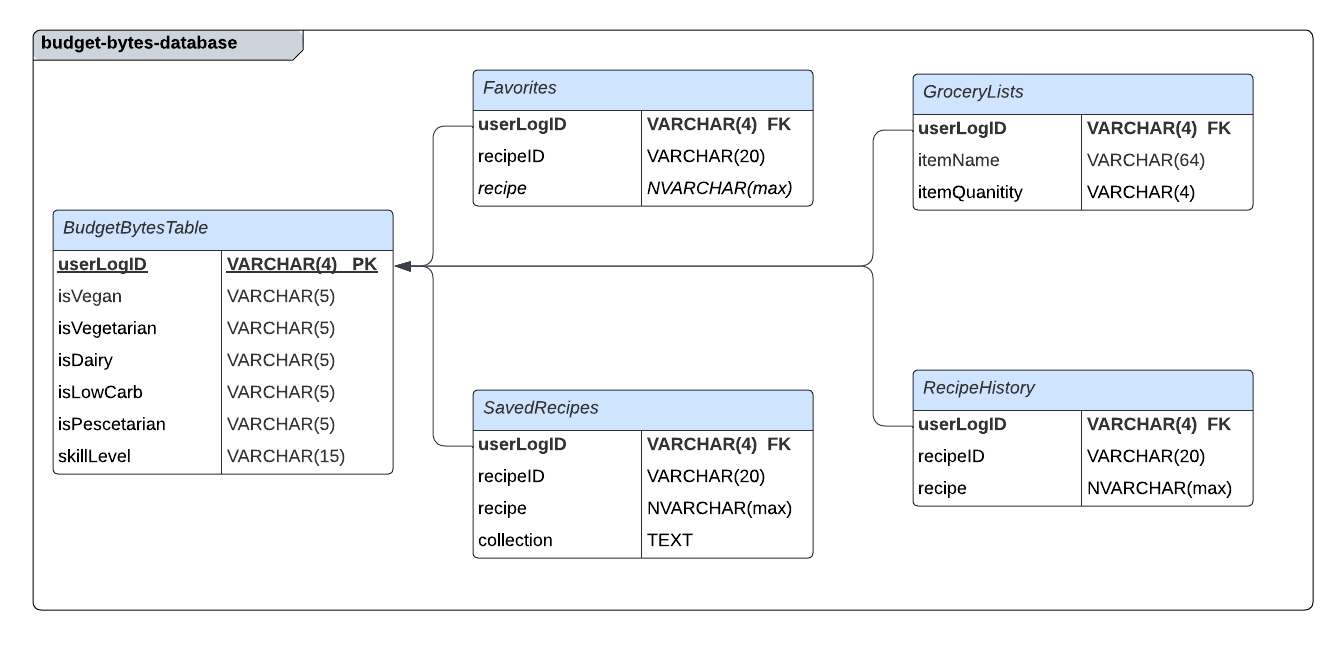 budget-bytes-database
BudgetBytesTable
userLogID VARCHAR(4) PK
isVegan VARCHAR(5)
isVegetarian VARCHAR(5)
isDairy VARCHAR(5)
isLowCarb VARCHAR(5)
isPescetarian VARCHAR(5)
skillLevel VARCHAR(15)
Favorites
userLogID VARCHAR(4) FK
recipeID VARCHAR(20)
recipe NVARCHAR(max)
SavedRecipes
userLogID VARCHAR(4) FK
recipeID VARCHAR(20)
recipe NVARCHAR(max)
collection TEXT
GroceryLists
userLogID VARCHAR(4) FK
itemName VARCHAR(64)
itemQuanitity VARCHAR(4)
RecipeHistory
userLogID VARCHAR(4) FK
recipeID VARCHAR(20)
recipe NVARCHAR(max)